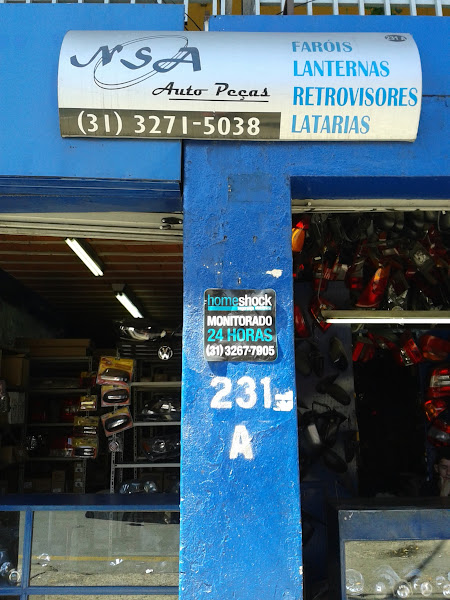 NSA
Auto Peças
(31) 3271-5038
FARÓIS
LANTERNAS
RETROVISORES
LATARIAS
homeshock
MONITORADO
24 HORAS
(31) 3267-7905
231
A